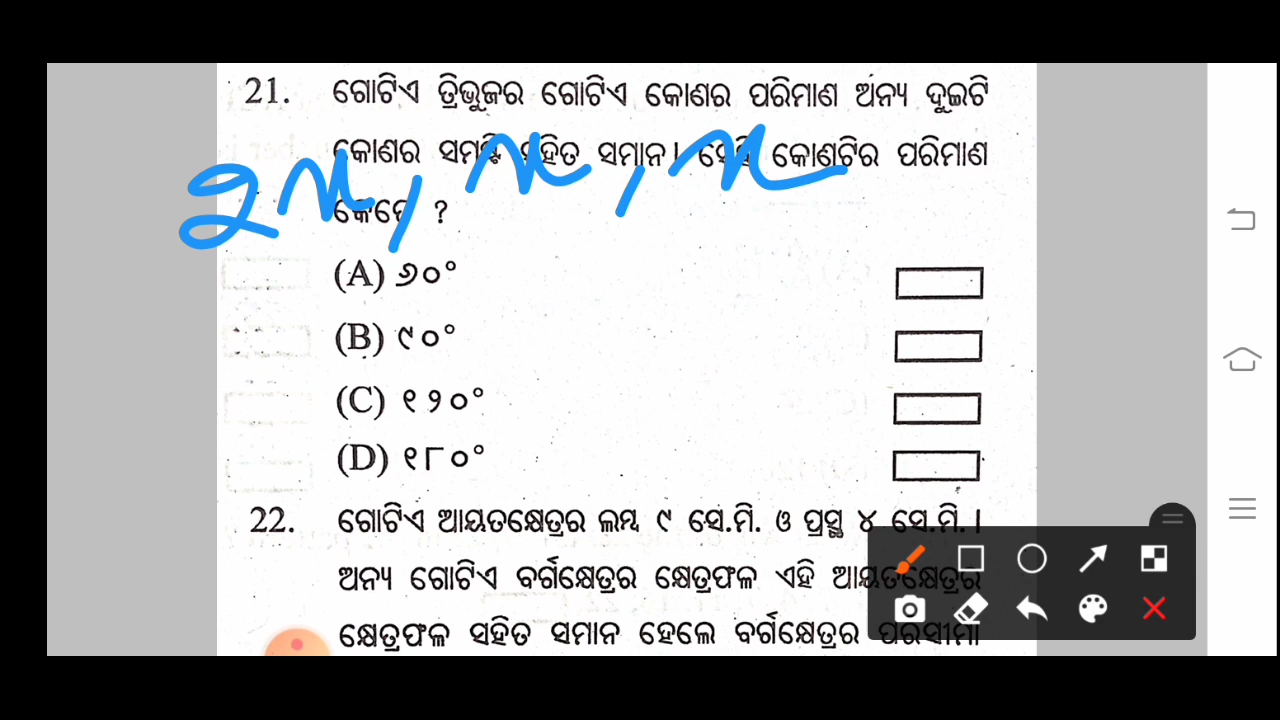 21. ଗୋଟିଏ ତ୍ରିଭୁଜର ଗୋଟିଏ କୋଣର ପରିମାଣ ଅନ୍ୟ ଦୁଇଟି
କୋଣର ସମଷ୍ଟି ସହିତ ସମାନ। ସେହି କୋଣଟିର ପରିମାଣ
2x, x, x
କେତେ ?
(A) ୬୦°
(B) ୯୦°
(C) ୧୨୦°
(D) ୧୮୦°
22. ଗୋଟିଏ ଆୟତକ୍ଷେତ୍ରର ଲମ୍ବ ୯ ସେ.ମି. ଓ ପ୍ରସ୍ଥ ୪ ସେ.ମି.।
ଅନ୍ୟ ଗୋଟିଏ ବର୍ଗକ୍ଷେତ୍ରର କ୍ଷେତ୍ରଫଳ ଏହି ଆୟତକ୍ଷେତ୍ରର
କ୍ଷେତ୍ରଫଳ ସହିତ ସମାନ ହେଲେ ବର୍ଗକ୍ଷେତ୍ରର ପରିସୀମା